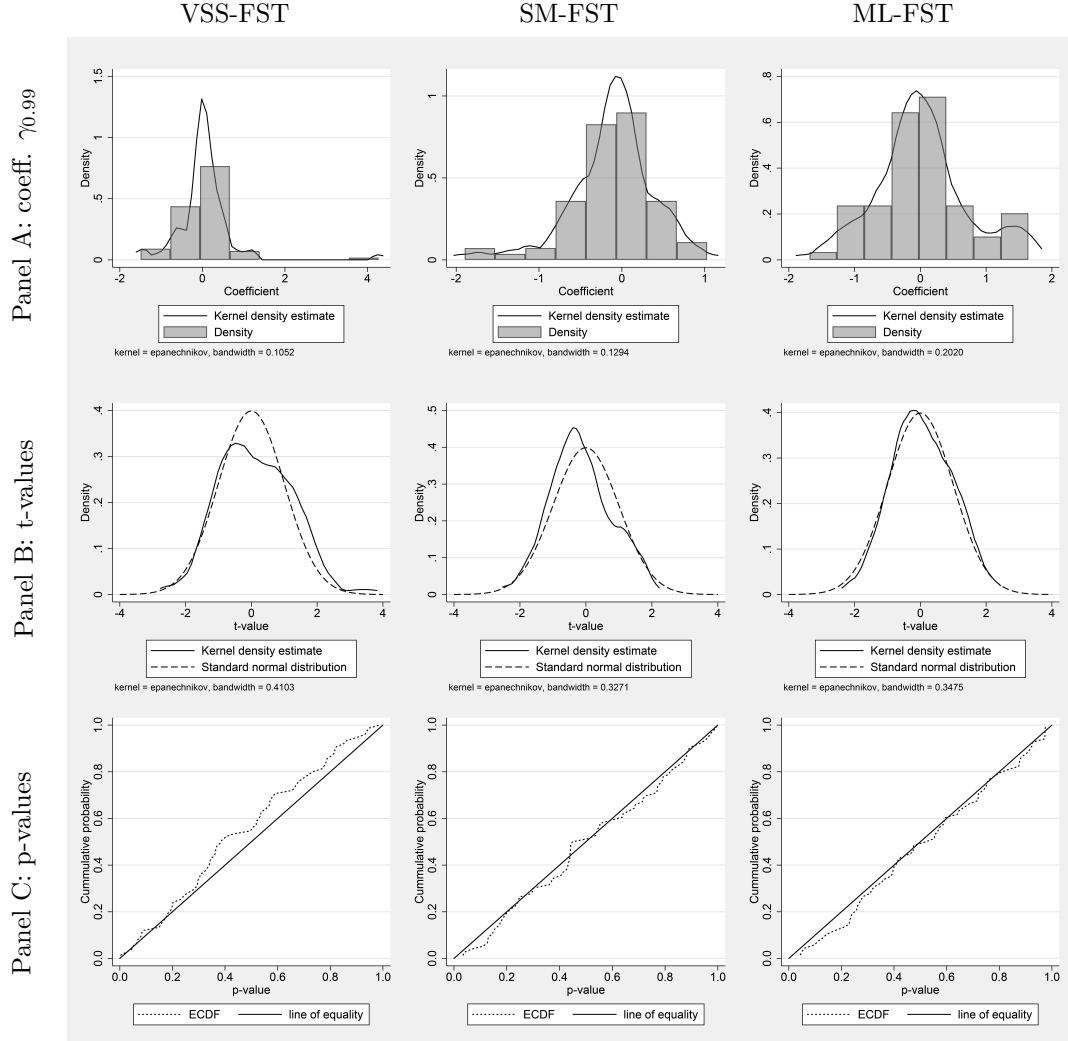 VSS-FST SM-FST ML-FST
Panel A: coeff. γ0.99
Density
0 .5 1 1.5
-2 0 2 4
Coefficient
Kernel density estimate
Density
kernel = epanechnikov, bandwidth = 0.1052
Density
0 .5 1
-2 -1 0 1
Coefficient
Kernel density estimate
Density
kernel = epanechnikov, bandwidth = 0.1294
Density
0 .2 .4 .6 .8
-2 -1 0 1 2
Coefficient
Kernel density estimate
Density
kernel = epanechnikov, bandwidth = 0.2020
Panel B: t-values
Density
0 .1 .2 .3 .4
-4 -2 0 2 4
t-value
Kernel density estimate
Standard normal distribution
kernel = epanechnikov, bandwidth = 0.4103
Density
0 .1 .2 .3 .4 .5
-4 -2 0 2 4
t-value
Kernel density estimate
Standard normal distribution
kernel = epanechnikov, bandwidth = 0.3271
Density
0 .1 .2 .3 .4
-4 -2 0 2 4
t-value
Kernel density estimate
Standard normal distribution
kernel = epanechnikov, bandwidth = 0.3475
Panel C: p-values
Cummulative probability
0.0 0.2 0.4 0.6 0.8 1.0
0.0 0.2 0.4 0.6 0.8 1.0
p-value
ECDF line of equality
Cummulative probability
0.0 0.2 0.4 0.6 0.8 1.0
0.0 0.2 0.4 0.6 0.8 1.0
p-value
ECDF line of equality
Cummulative probability
0.0 0.2 0.4 0.6 0.8 1.0
0.0 0.2 0.4 0.6 0.8 1.0
p-value
ECDF line of equality